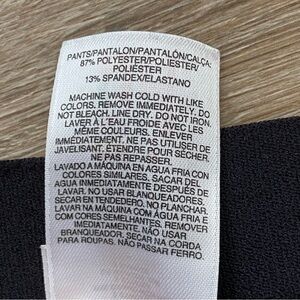 PANTS/PANTALON/PANTALÓN/CALÇA:
87% POLYESTER/POLIESTER/
POLIÉSTER
13% SPANDEX/ELASTANO
MACHINE WASH COLD WITH LIKE
COLORS. REMOVE IMMEDIATELY. DO
NOT BLEACH. LINE DRY. DO NOT IRON
LAVER À L'EAU FROIDE AVEC LES
MÊME COULEURS. ENLEVER
IMMÉDIATEMENT. NE PAS UTILISER DE
JAVELISANT. ÉTENDRE POUR SÉCHER.
NE PAS REPASSER.
LAVADO A MÁQUINA EN AGUA FRIA CON
COLORES SIMILARES. SACAR DEL
AGUA INMEDIATAMENTE DESPUÉS DE
LAVAR. NO USAR BLANQUEADORES.
SECAR EN TENDEDERO. NO PLANCHAR.
LAVAR NA MÁQUINA COM ÁGUA FRIA E
COM CORES SEMELHANTES. REMOVER
IMEDIATAMENTE. NÃO USAR
BRANQUEADOR. SECAR NA CORDA
PARA ROUPAS. NÃO PASSAR FERRO.